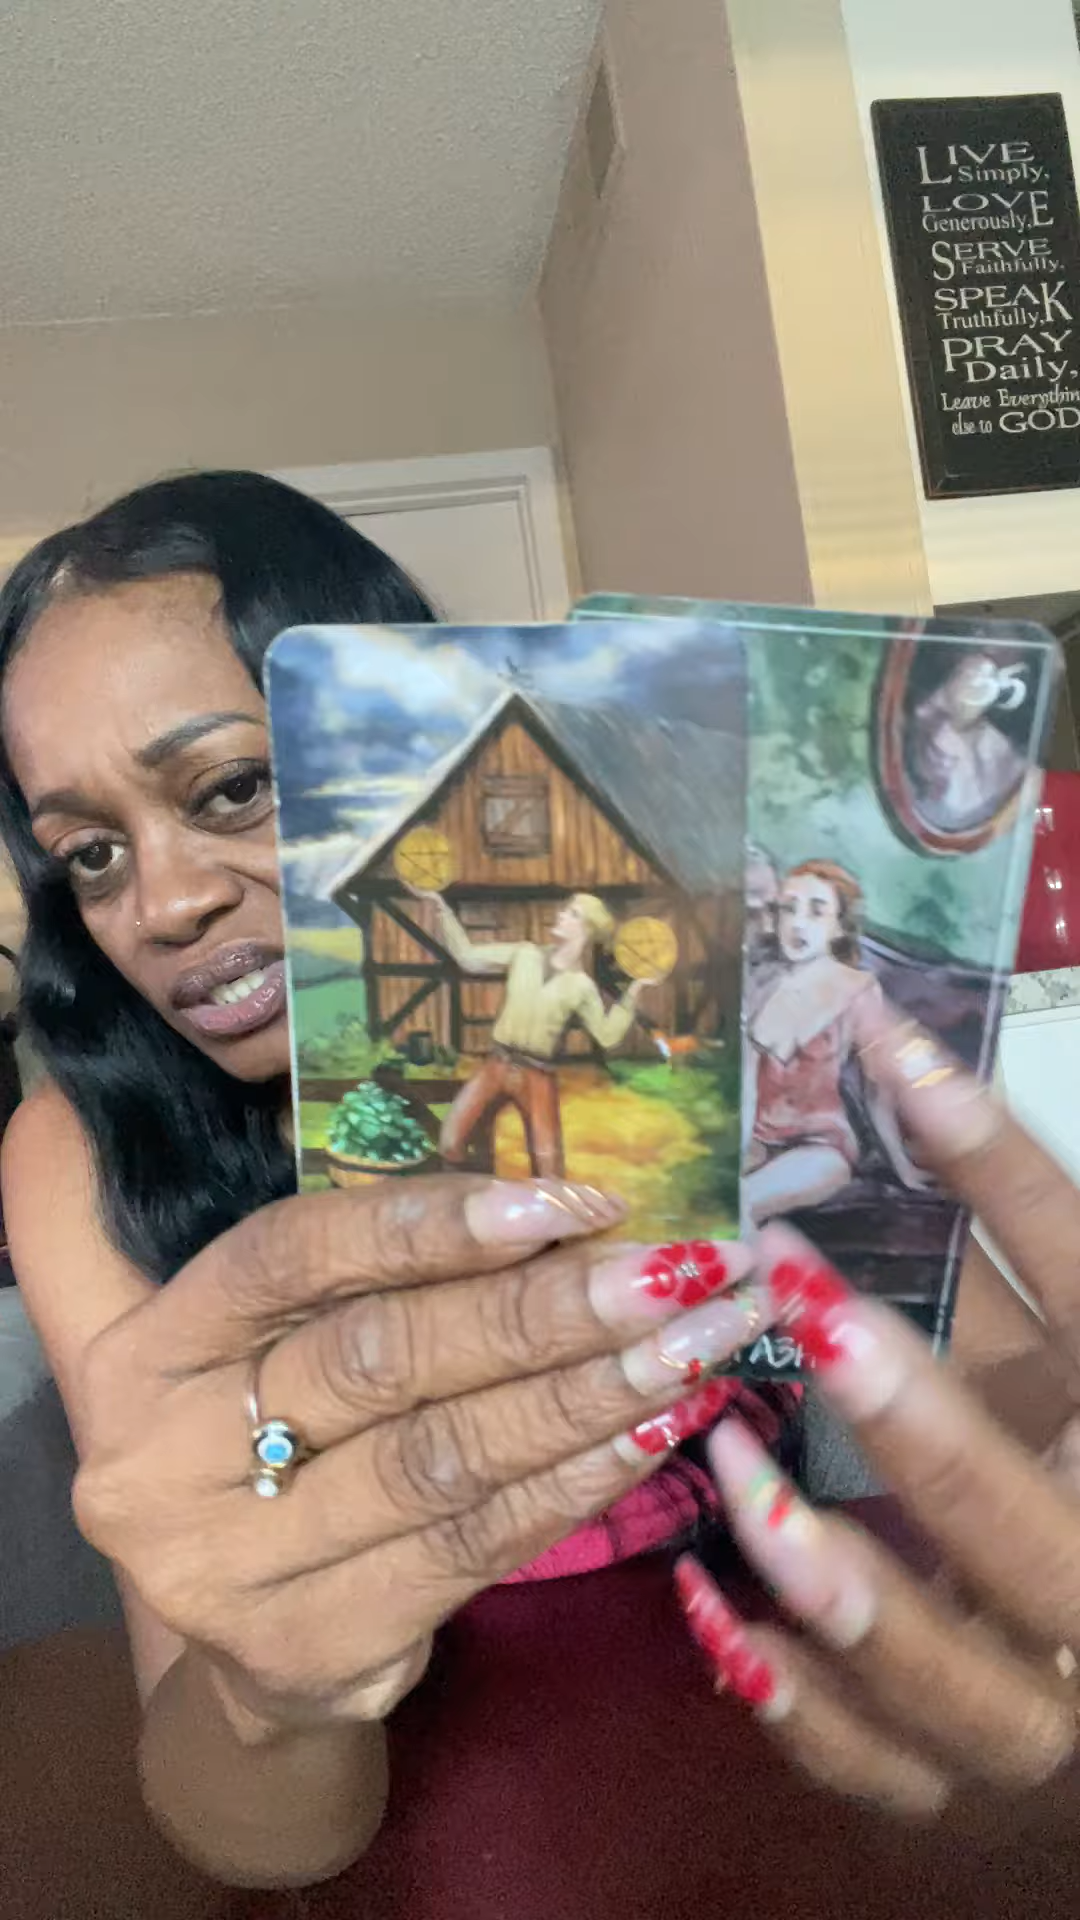 LIVE
Simply,
LOVE
Generously,
SERVE
Faithfully,
SPEAK
Truthfully,
PRAY
Daily,
Leave Everythin
else to GOD
35